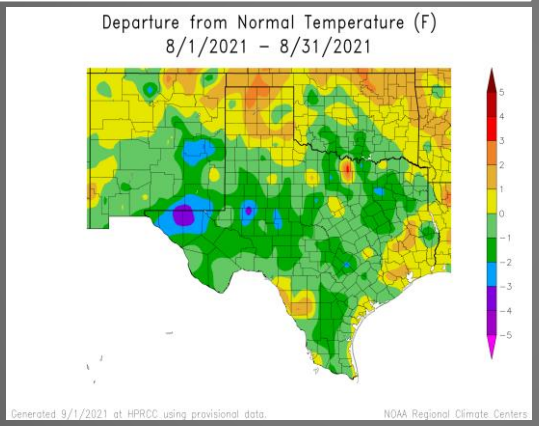 Departure from Normal Temperature (F)
8/1/2021 – 8/31/2021
5
4
3
2
1
0
-1
-2
-3
-4
-5
Generated 9/1/2021 at HPRCC using provisional data.
NOAA Regional Climate Centers